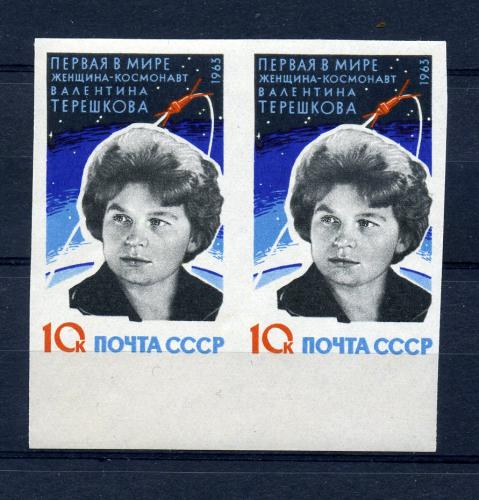 ПЕРВАЯ В МИРЕ
ЖЕНЩИНА-КОСМОНАВТ
ВАЛЕНТИНА
ТЕРЕШКОВА
1963
10К ПОЧТА СССР
ПЕРВАЯ В МИРЕ
ЖЕНЩИНА-КОСМОНАВТ
ВАЛЕНТИНА
ТЕРЕШКОВА
1963
10К ПОЧТА СССР